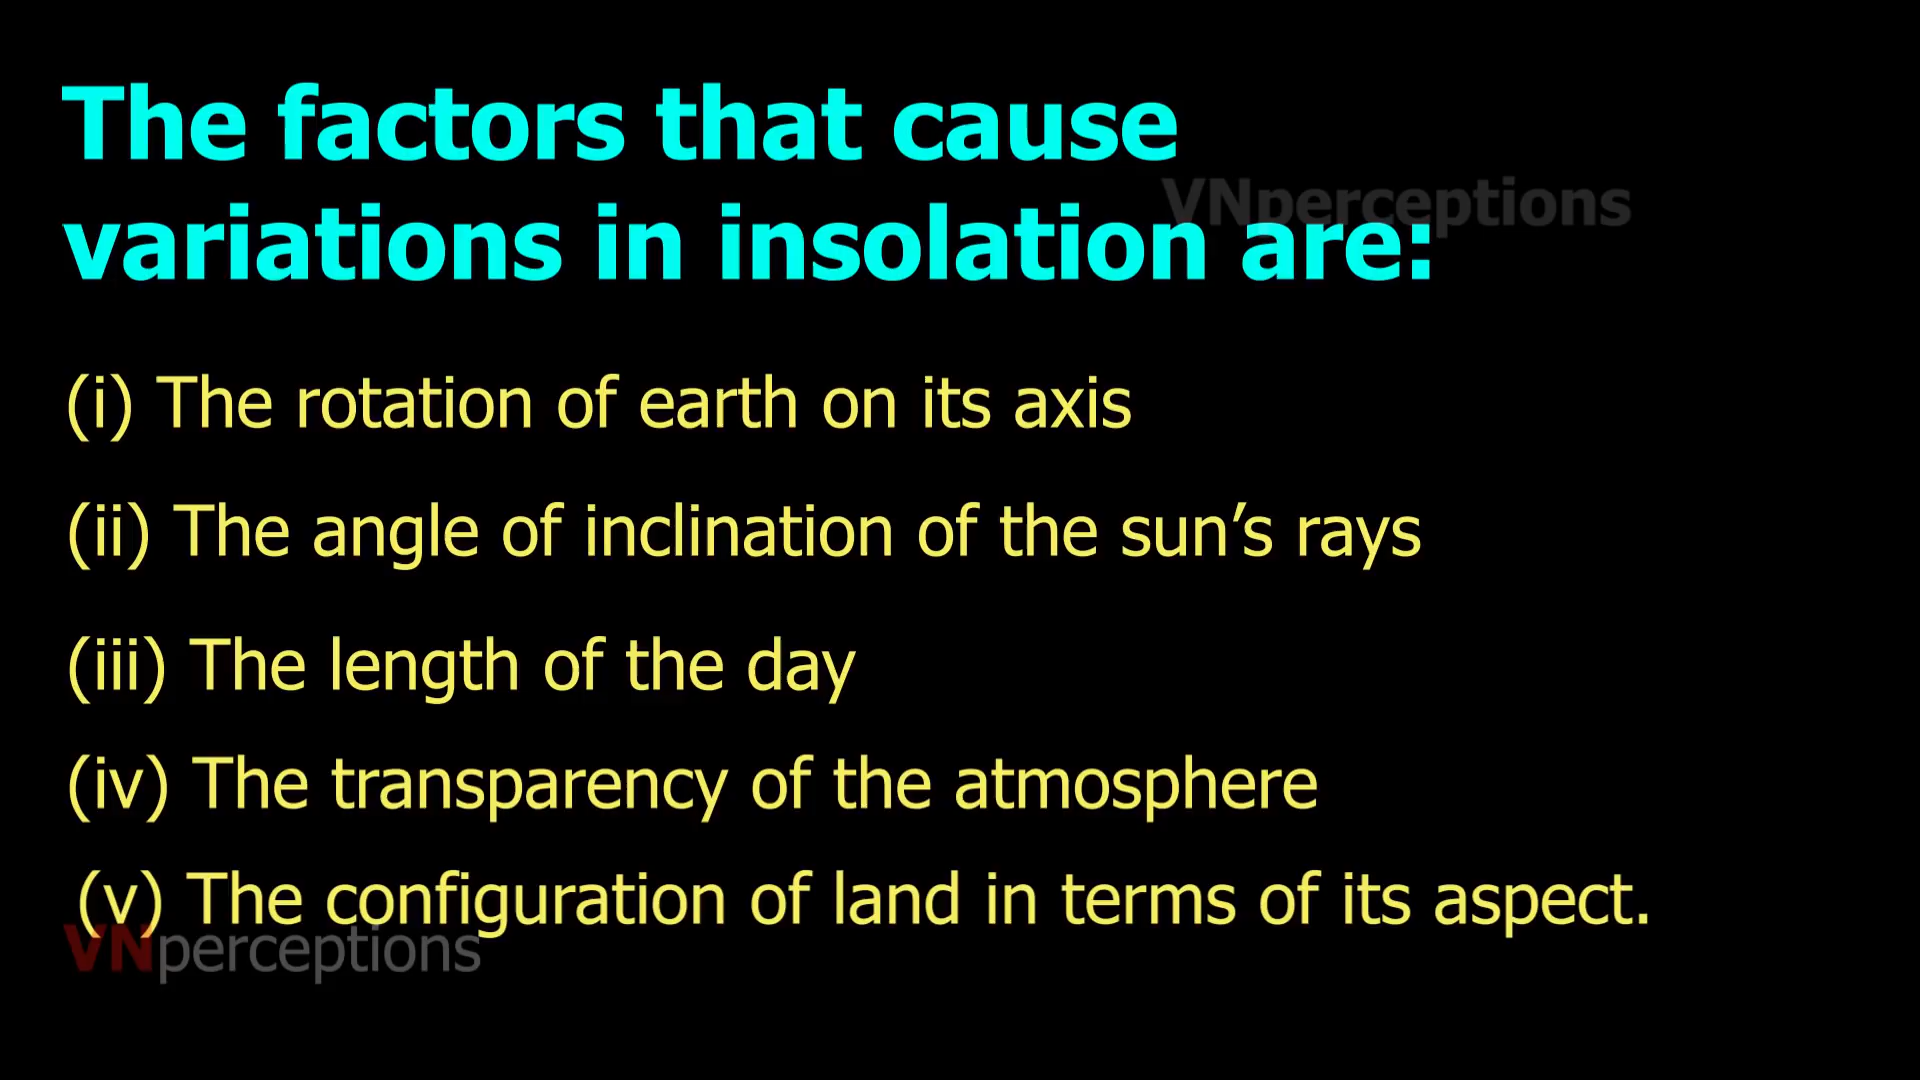 The factors that cause
VNperceptions
variations in insolation are:
(i) The rotation of earth on its axis
(ii) The angle of inclination of the sun’s rays
(iii) The length of the day
(iv) The transparency of the atmosphere
(v) The configuration of land in terms of its aspect.
VNperceptions